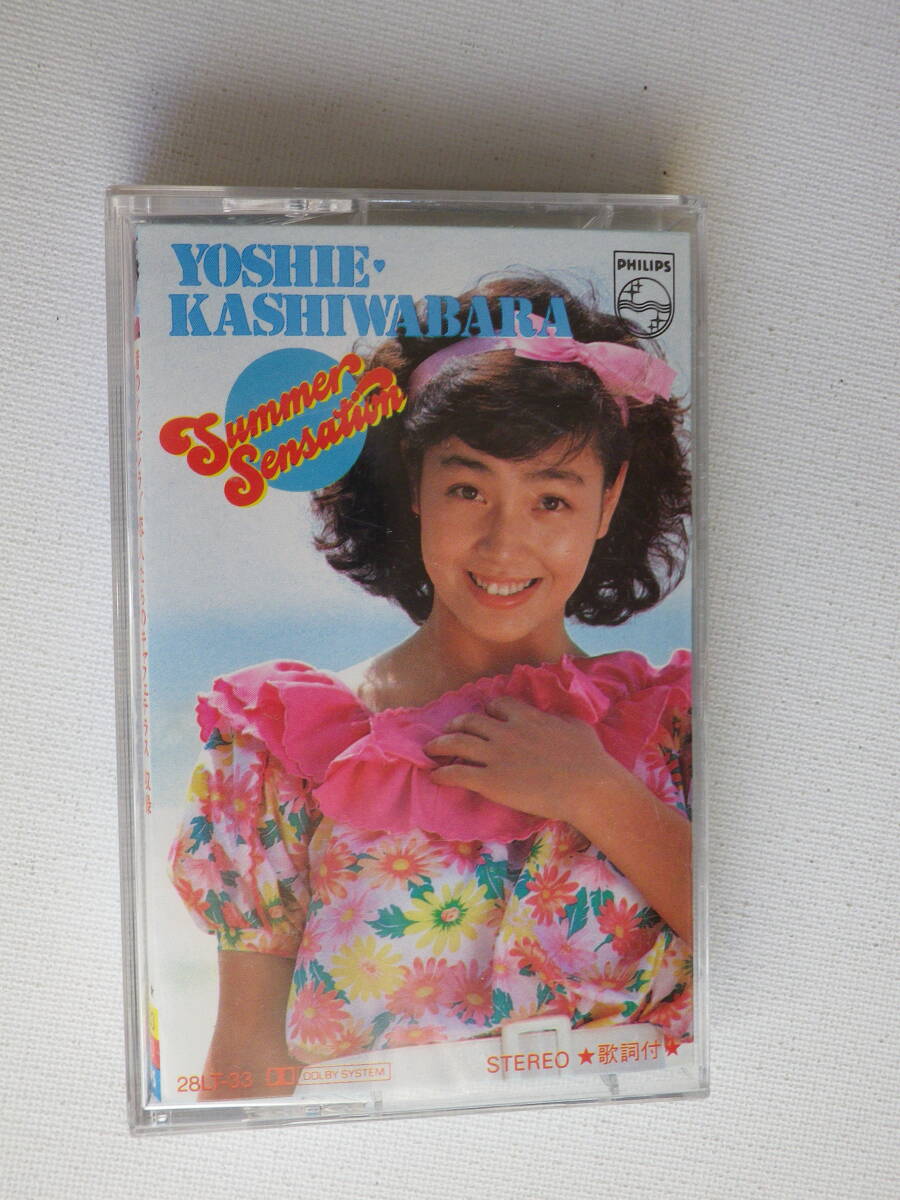 YOSHIE♥
KASHIWABARA
PHILIPS
Summer
Sensation
STEREO ★歌詞付★
28LT-33 DOLBY SYSTEM